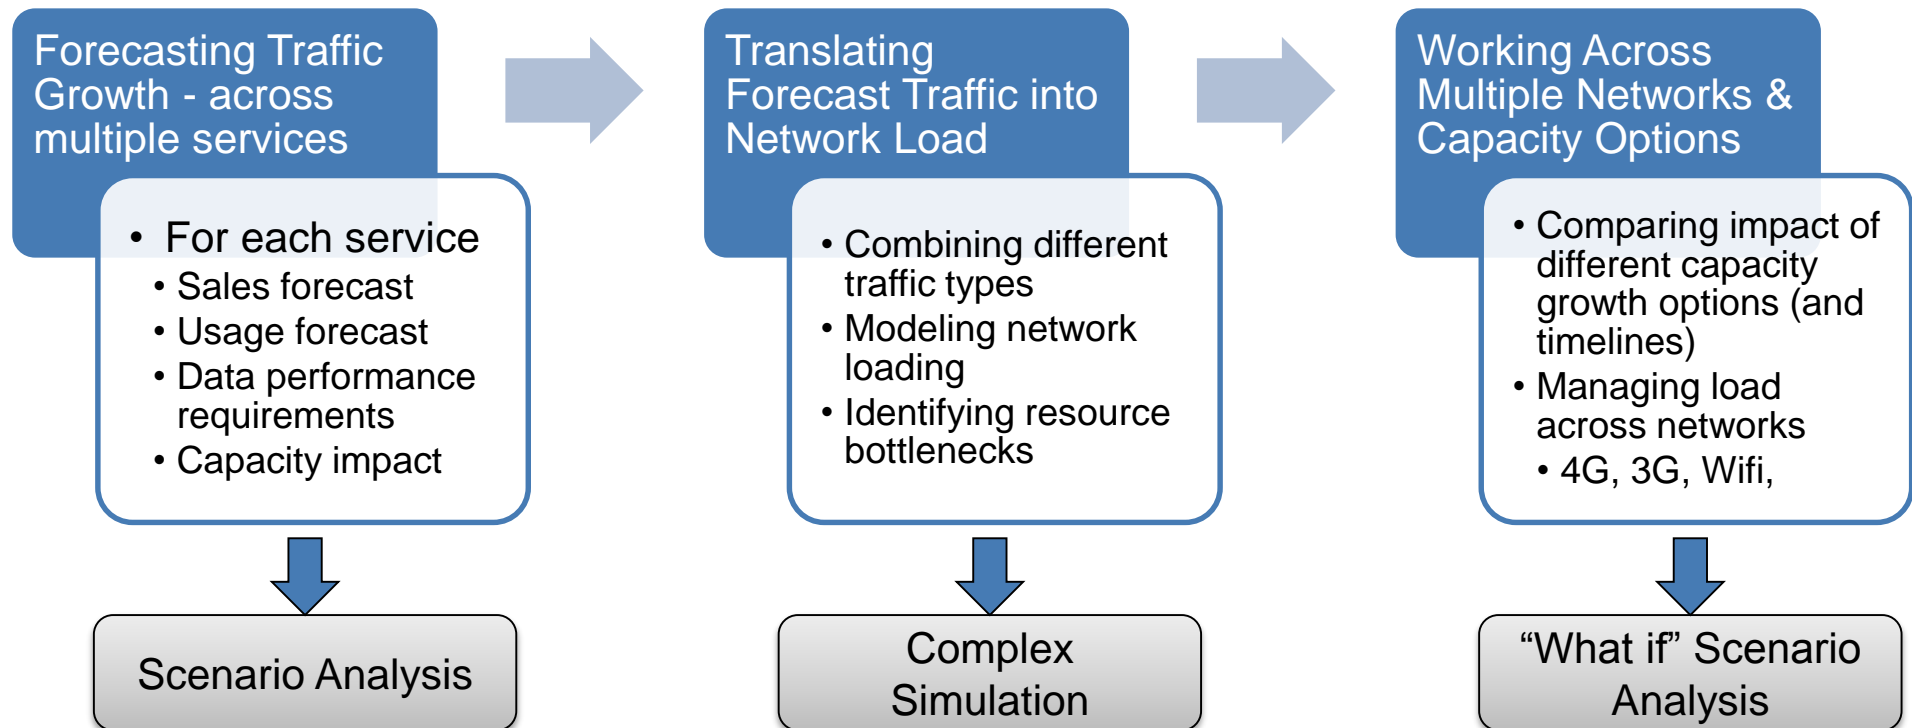 Forecasting Traffic
Growth - across
multiple services
• For each service
• Sales forecast
• Usage forecast
• Data performance
requirements
• Capacity impact
Scenario Analysis
Translating
Forecast Traffic into
Network Load
• Combining different
traffic types
• Modeling network
loading
• Identifying resource
bottlenecks
Complex
Simulation
Working Across
Multiple Networks &
Capacity Options
• Comparing impact of
different capacity
growth options (and
timelines)
• Managing load
across networks
• 4G, 3G, Wifi,
“What if” Scenario
Analysis